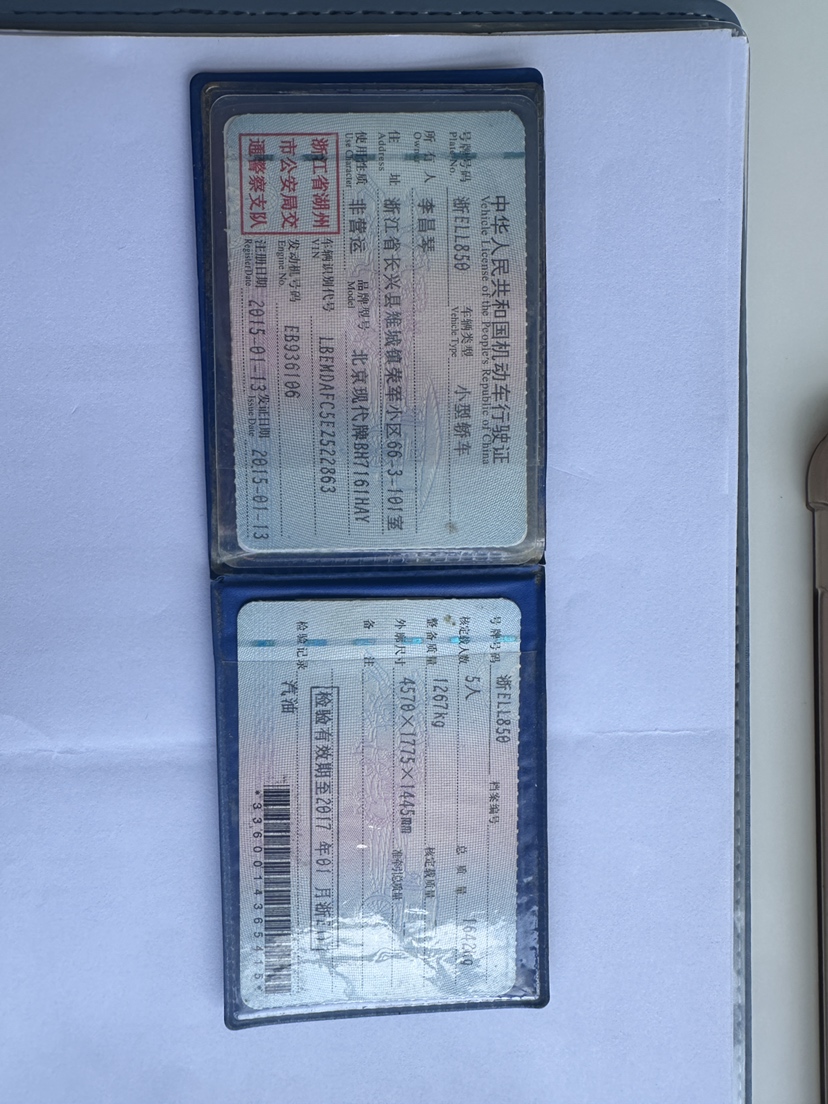 中华人民共和国机动车行驶证
Vehicle License of the People's Republic of China
号牌号码 浙ELL850 车辆类型 小型轿车
Plate No. Vehicle Type
所有人 李昌琴
Owner
住址 浙江省长兴县雉城镇荣军小区66-3-101室
Address
使用性质 非营运 品牌型号 北京现代牌BH7161HAY
Use Character Model
浙江省湖州
市公安局交
通警察支队
车辆识别代号 LBEMDAFC5EZ522863
VIN
发动机号码 EB936106
Engine No.
注册日期 2015-01-13 发证日期 2015-01-13
Register Date Issue Date
号牌号码 浙ELL850 档案编号
核定载人数 5人 总质量
整备质量 1267kg 核定载质量
外廓尺寸 4570×1775×1445mm 准牵引总质量
备注
检验有效期至2017年01月
检验记录 汽油